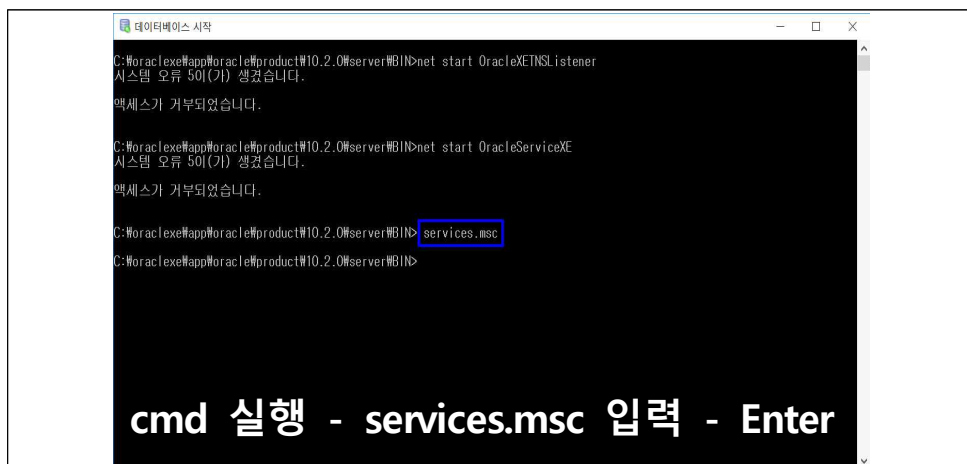 데이터베이스 시작
C:₩oraclexe₩app₩oracle₩product₩10.2.0₩server₩BIN>net start OracleXETNSListener
시스템 오류 5이(가) 생겼습니다.
액세스가 거부되었습니다.
C:₩oraclexe₩app₩oracle₩product₩10.2.0₩server₩BIN>net start OracleServiceXE
시스템 오류 5이(가) 생겼습니다.
액세스가 거부되었습니다.
C:₩oraclexe₩app₩oracle₩product₩10.2.0₩server₩BIN> services.msc
C:₩oraclexe₩app₩oracle₩product₩10.2.0₩server₩BIN>
cmd 실행 - services.msc 입력 - Enter